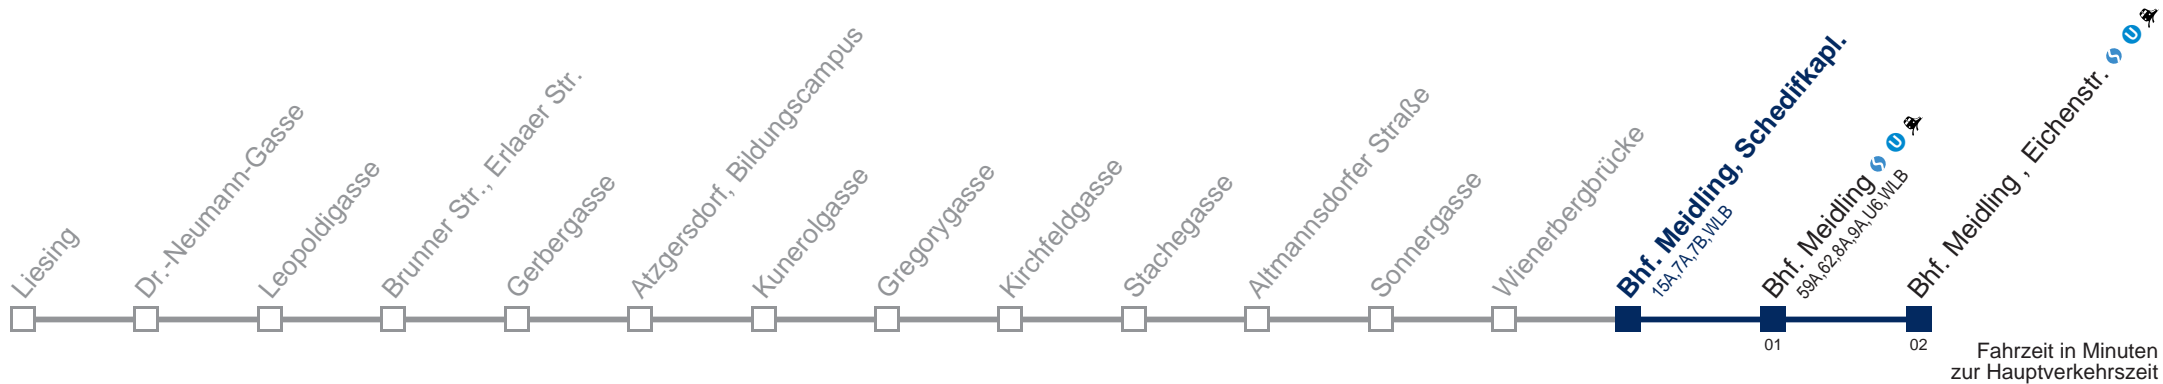 Liesing
Dr.-Neumann-Gasse
Leopoldigasse
Brunner Str., Erlaaer Str.
Gerbergasse
Atzgersdorf, Bildungscampus
Kunerolgasse
Gregorygasse
Kirchfeldgasse
Stachegasse
Altmannsdorfer Straße
Sonnergasse
Wienerbergbrücke
Bhf. Meidling, Schedifkapl.
15A,7A,7B,WLB
Bhf. Meidling S U
59A,62,8A,9A,U6,WLB
Bhf. Meidling , Eichenstr. S U
01
02
Fahrzeit in Minuten
zur Hauptverkehrszeit